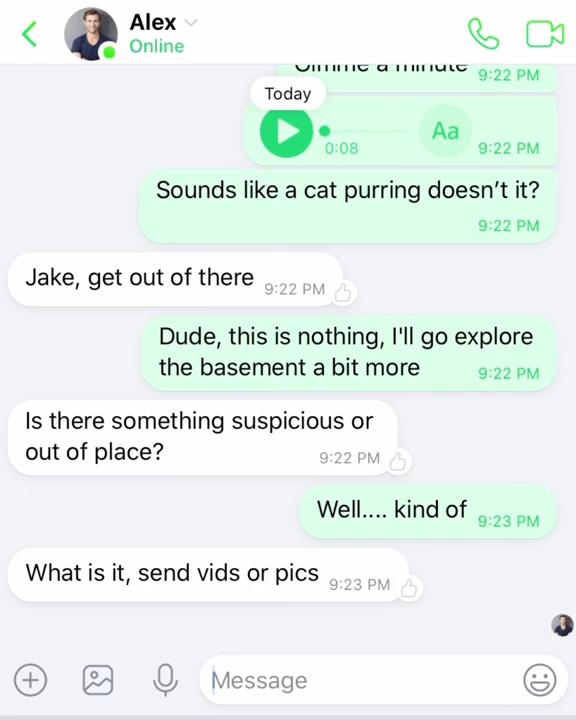 Alex
Online
Gimme a minute 9:22 PM
Today
0:08
Aa
9:22 PM
Sounds like a cat purring doesn’t it?
9:22 PM
Jake, get out of there 9:22 PM
Dude, this is nothing, I'll go explore
the basement a bit more 9:22 PM
Is there something suspicious or
out of place? 9:22 PM
Well.... kind of 9:23 PM
What is it, send vids or pics 9:23 PM
Message